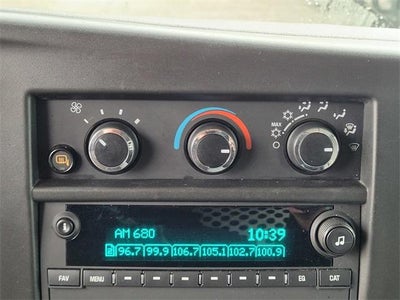 MAX
AM 680 10:39
96.7 99.9 106.7 105.1 102.7 100.9
FAV MENU EQ CAT